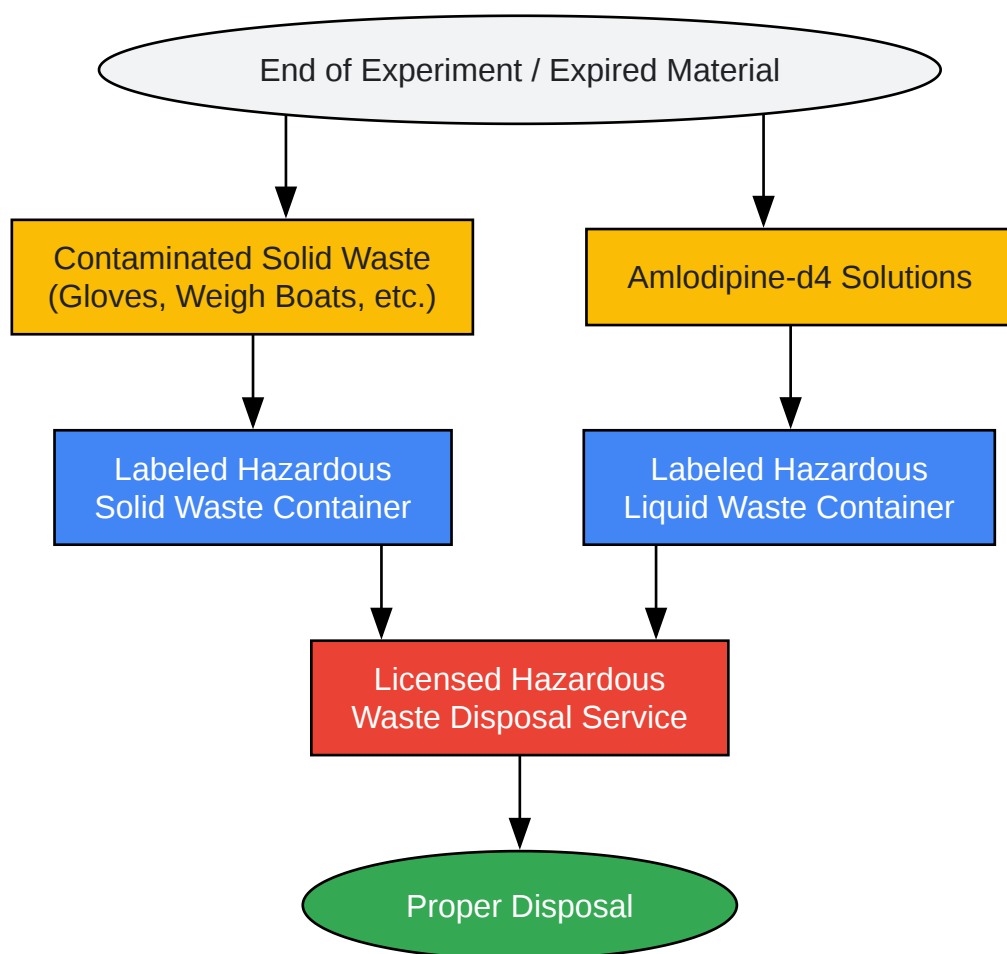 End of Experiment / Expired Material
Contaminated Solid Waste
(Gloves, Weigh Boats, etc.)
Amlodipine-d4 Solutions
Labeled Hazardous
Solid Waste Container
Labeled Hazardous
Liquid Waste Container
Licensed Hazardous
Waste Disposal Service
Proper Disposal